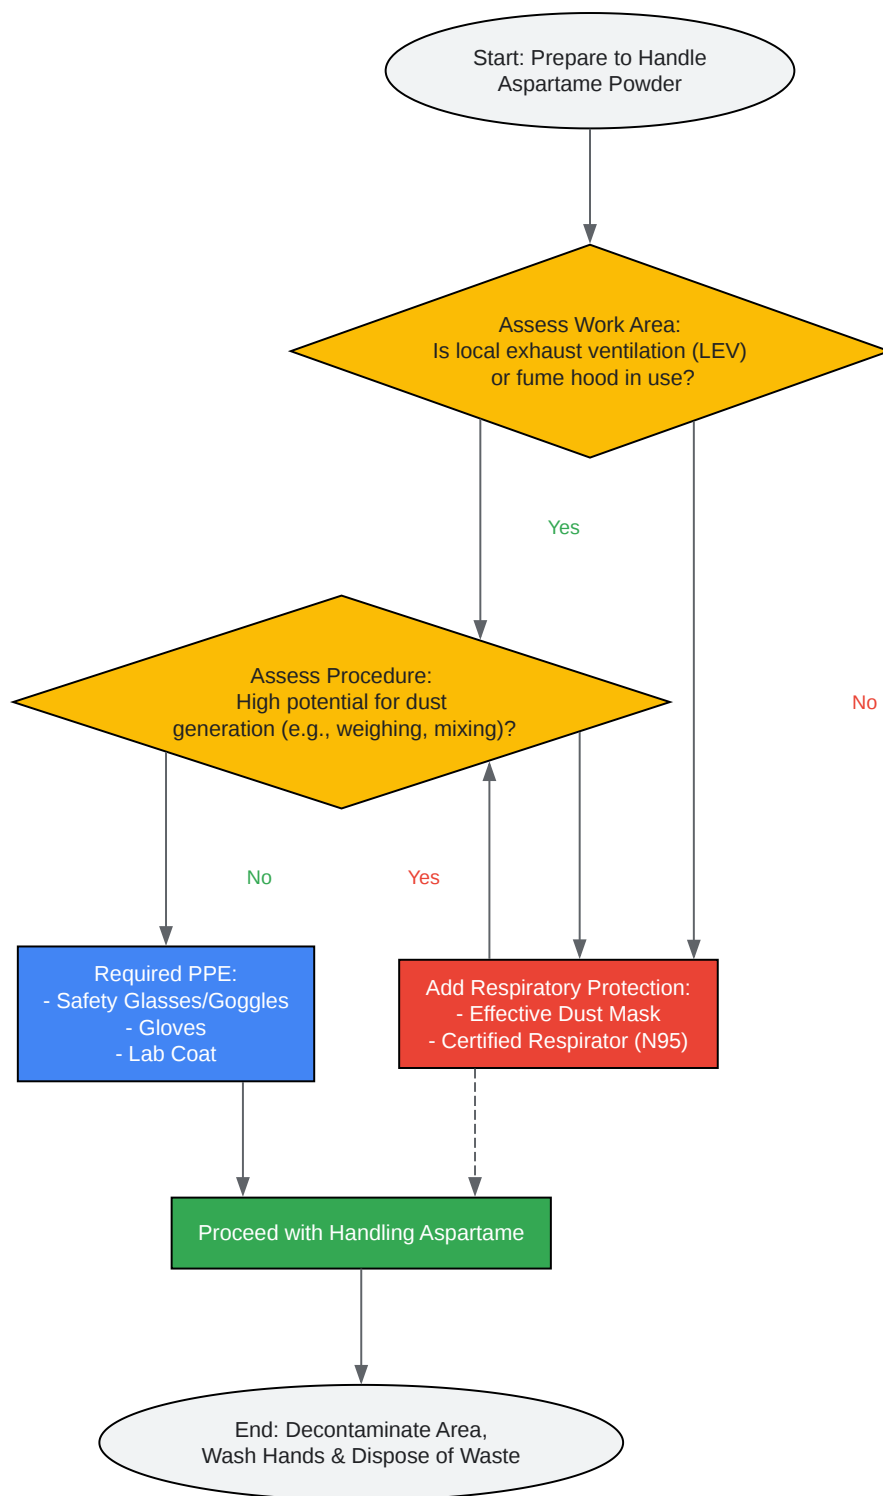 Start: Prepare to Handle
Aspartame Powder
Assess Work Area:
Is local exhaust ventilation (LEV)
or fume hood in use?
Yes
Assess Procedure:
High potential for dust
generation (e.g., weighing, mixing)?
No
No
Yes
Required PPE:
- Safety Glasses/Goggles
- Gloves
- Lab Coat
Add Respiratory Protection:
- Effective Dust Mask
- Certified Respirator (N95)
Proceed with Handling Aspartame
End: Decontaminate Area,
Wash Hands & Dispose of Waste